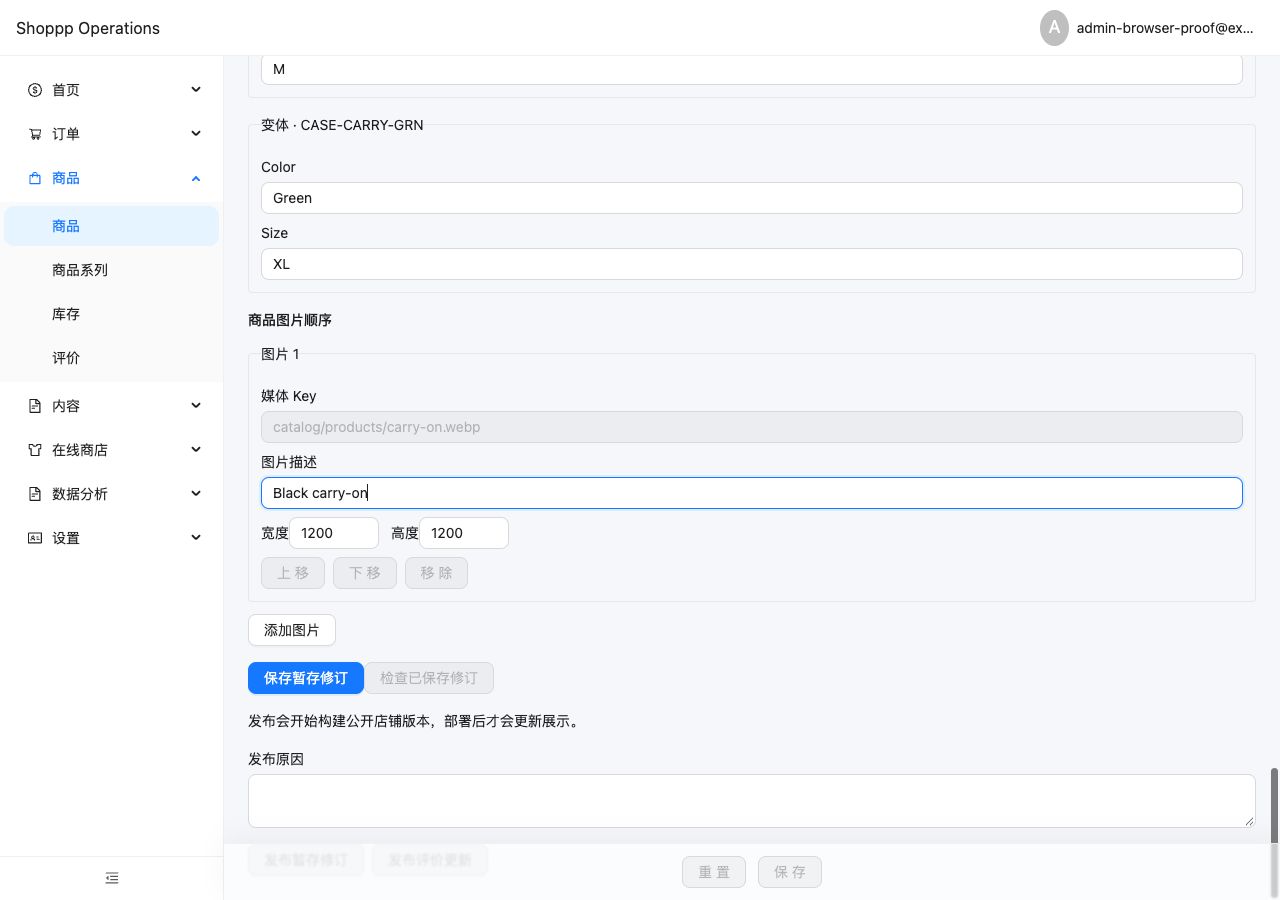 Shoppp Operations
A
admin-browser-proof@ex...
首页
订单
商品
商品
商品系列
库存
评价
内容
在线商店
数据分析
设置
M
变体 · CASE-CARRY-GRN
Color
Green
Size
XL
商品图片顺序
图片 1
媒体 Key
catalog/products/carry-on.webp
图片描述
Black carry-on
宽度 1200 高度 1200
上移 下移 移除
添加图片
保存暂存修订 检查已保存修订
发布会开始构建公开店铺版本，部署后才会更新展示。
发布原因
发布暂存修订 发布评价更新
重置 保存